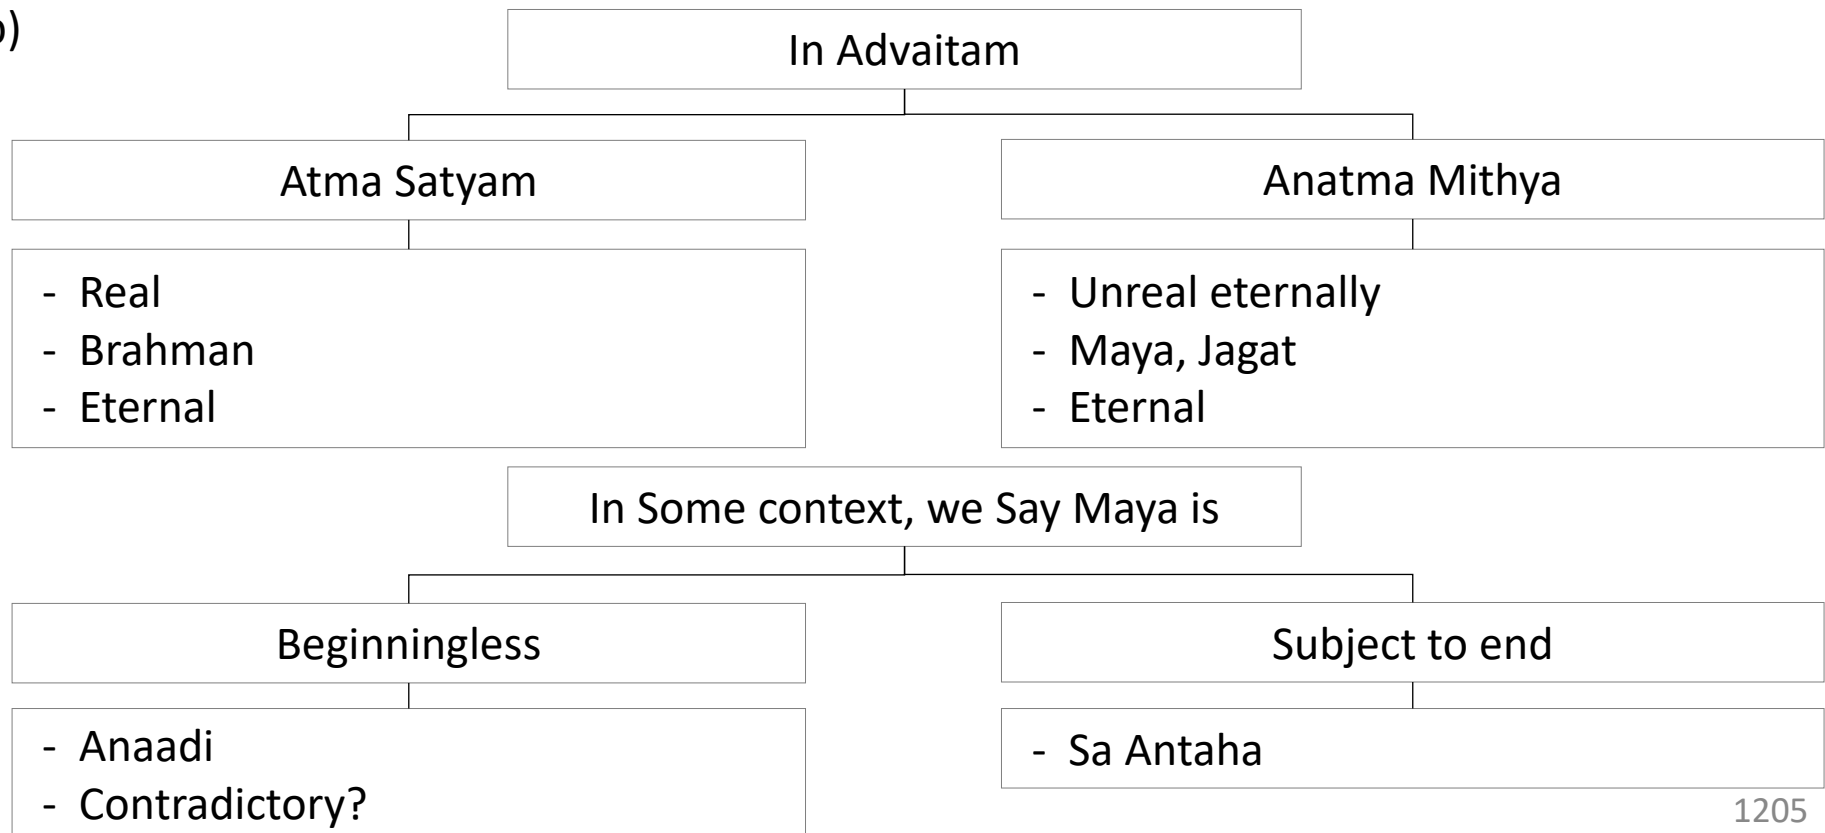 b)
In Advaitam
Atma Satyam
Anatma Mithya
- Real
- Brahman
- Eternal
- Unreal eternally
- Maya, Jagat
- Eternal
In Some context, we Say Maya is
Beginningless
Subject to end
- Anaadi
- Contradictory?
- Sa Antaha
1205